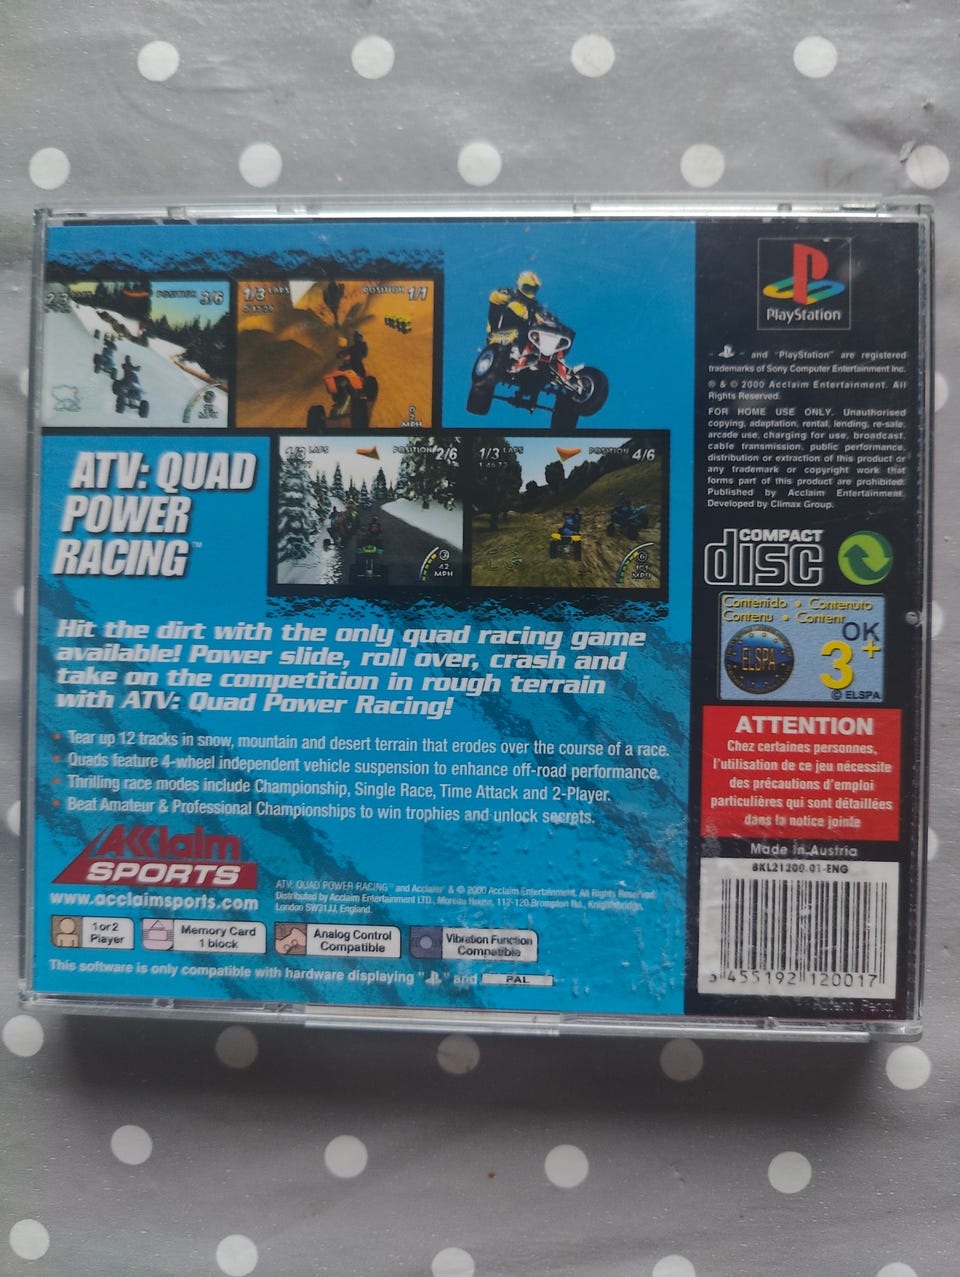 2/3 LAPS POSITION 3/6
1/3 LAPS POSITION 1/1
MPH
LAPS POSITION 2/6
42
MPH
1/3 LAPS POSITION 4/6
MPH
ATV: QUAD
POWER
RACING™
Hit the dirt with the only quad racing game
available! Power slide, roll over, crash and
take on the competition in rough terrain
with ATV: Quad Power Racing!
• Tear up 12 tracks in snow, mountain and desert terrain that erodes over the course of a race.
• Quads feature 4-wheel independent vehicle suspension to enhance off-road performance.
• Thrilling race modes include Championship, Single Race, Time Attack and 2-Player.
• Beat Amateur & Professional Championships to win trophies and unlock secrets.
AKKlaim
SPORTS
www.acclaimsports.com
ATV: QUAD POWER RACING™ and Acclaim® & © 2000 Acclaim Entertainment. All Rights Reserved.
Distributed by Acclaim Entertainment LTD., Moreau House, 112-120 Brompton Rd., Knightsbridge,
London SW31JJ, England.
1 or 2
Player
Memory Card
1 block
Analog Control
Compatible
Vibration Function
Compatible
This software is only compatible with hardware displaying " " and PAL
PlayStation
" " and "PlayStation" are registered
trademarks of Sony Computer Entertainment Inc.
® & © 2000 Acclaim Entertainment. All
Rights Reserved.
FOR HOME USE ONLY. Unauthorised
copying, adaptation, rental, lending, re-sale,
arcade use, charging for use, broadcast,
cable transmission, public performance,
distribution or extraction of this product or
any trademark or copyright work that
forms part of this product are prohibited.
Published by Acclaim Entertainment.
Developed by Climax Group.
COMPACT
disc
Contenido • Contenuto
Contenu • Content
OK
3+
ELSPA
© ELSPA
ATTENTION
Chez certaines personnes,
l'utilisation de ce jeu nécessite
des précautions d'emploi
particulières qui sont détaillées
dans la notice jointe
Made in Austria
8KL21200.01-ENG
3 455192 120017